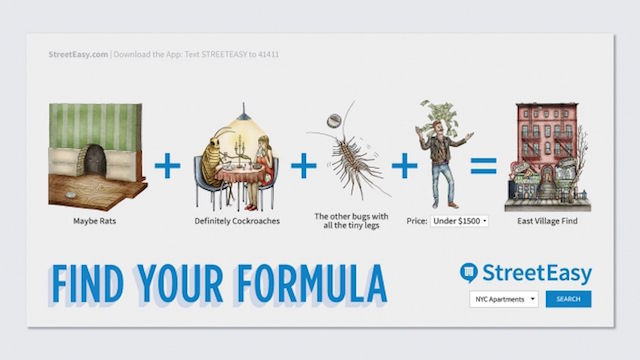 StreetEasy.com | Download the App: Text STREETEASY to 41411
Maybe Rats
Definitely Cockroaches
The other bugs with
all the tiny legs
Price: Under $1500
East Village Find
FIND YOUR FORMULA
StreetEasy
NYC Apartments
SEARCH